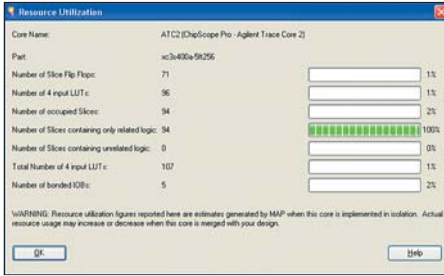 Resource Utilization
Core Name: ATC2 (ChipScope Pro - Agilent Trace Core 2)
Part: xc3s400a-5ft256
Number of Slice Flip Flops: 71 1%
Number of 4 input LUTs: 96 1%
Number of occupied Slices: 94 2%
Number of Slices containing only related logic: 94 100%
Number of Slices containing unrelated logic: 0 0%
Total Number of 4 input LUTs: 107 1%
Number of bonded IOBs: 5 2%
WARNING: Resource utilization figures reported here are estimates generated by MAP when this core is implemented in isolation. Actual
resource usage may increase or decrease when this core is merged with your design.
OK Help